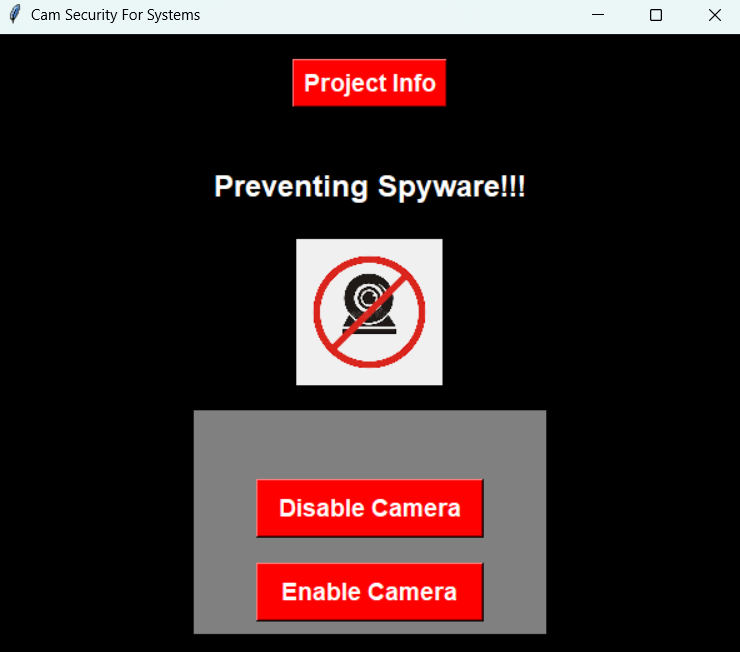 Cam Security For Systems
Project Info
Preventing Spyware!!!
Disable Camera
Enable Camera